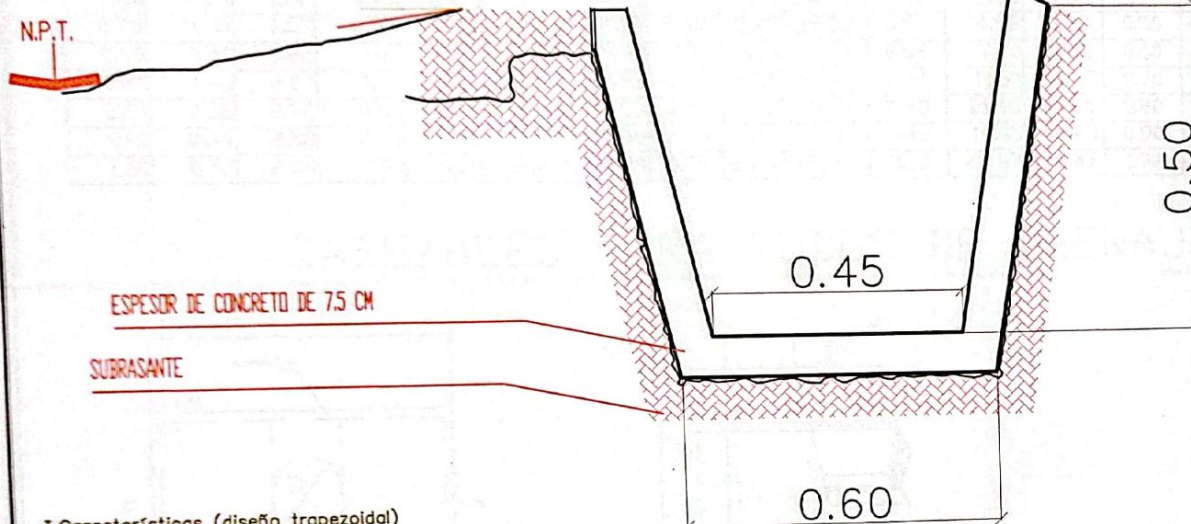 N.P.T.
0.50
0.45
ESPESOR DE CONCRETO DE 7.5 CM
SUBRASANTE
0.60
* Características (diseño trapezoidal)